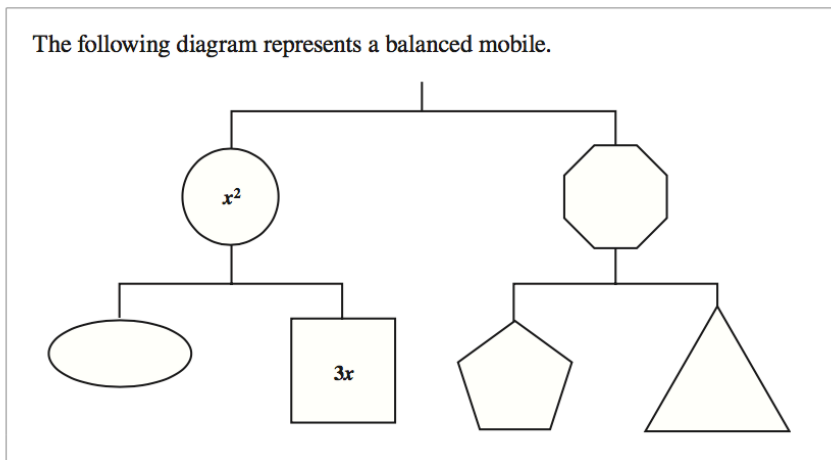 The following diagram represents a balanced mobile.
x²
3x